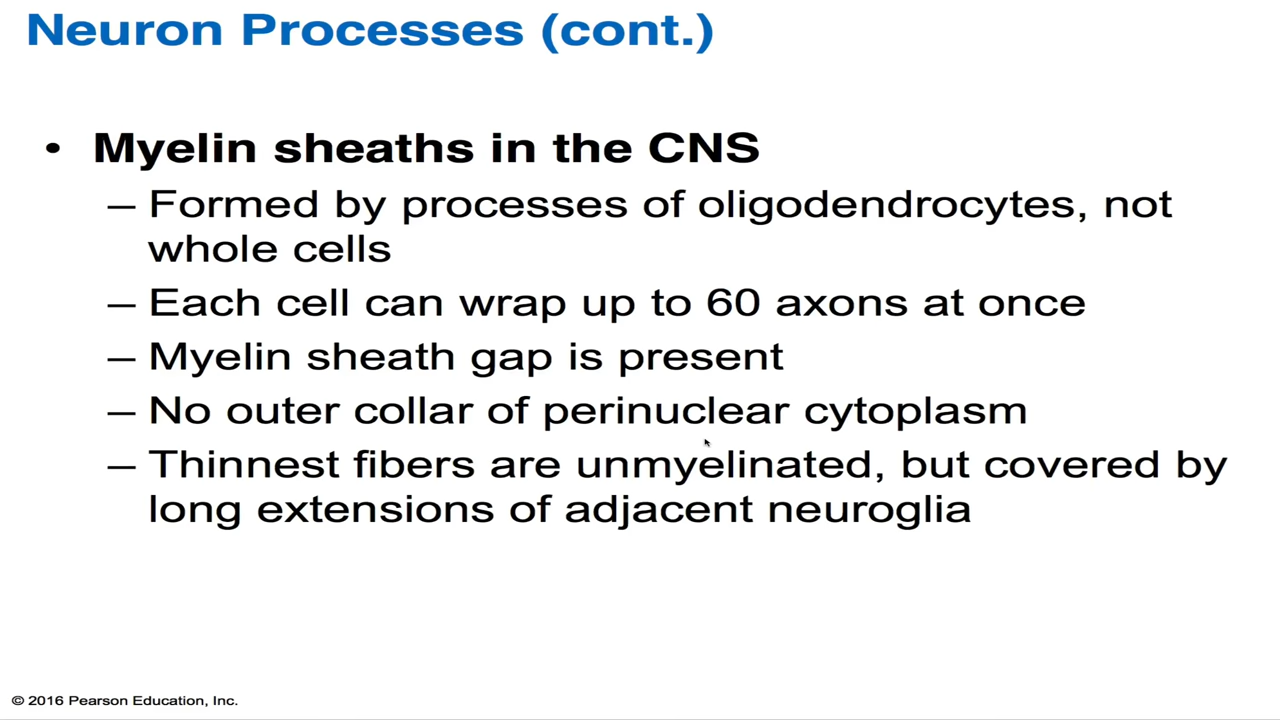 Neuron Processes (cont.)
• Myelin sheaths in the CNS
– Formed by processes of oligodendrocytes, not
whole cells
– Each cell can wrap up to 60 axons at once
– Myelin sheath gap is present
– No outer collar of perinuclear cytoplasm
– Thinnest fibers are unmyelinated, but covered by
long extensions of adjacent neuroglia
© 2016 Pearson Education, Inc.